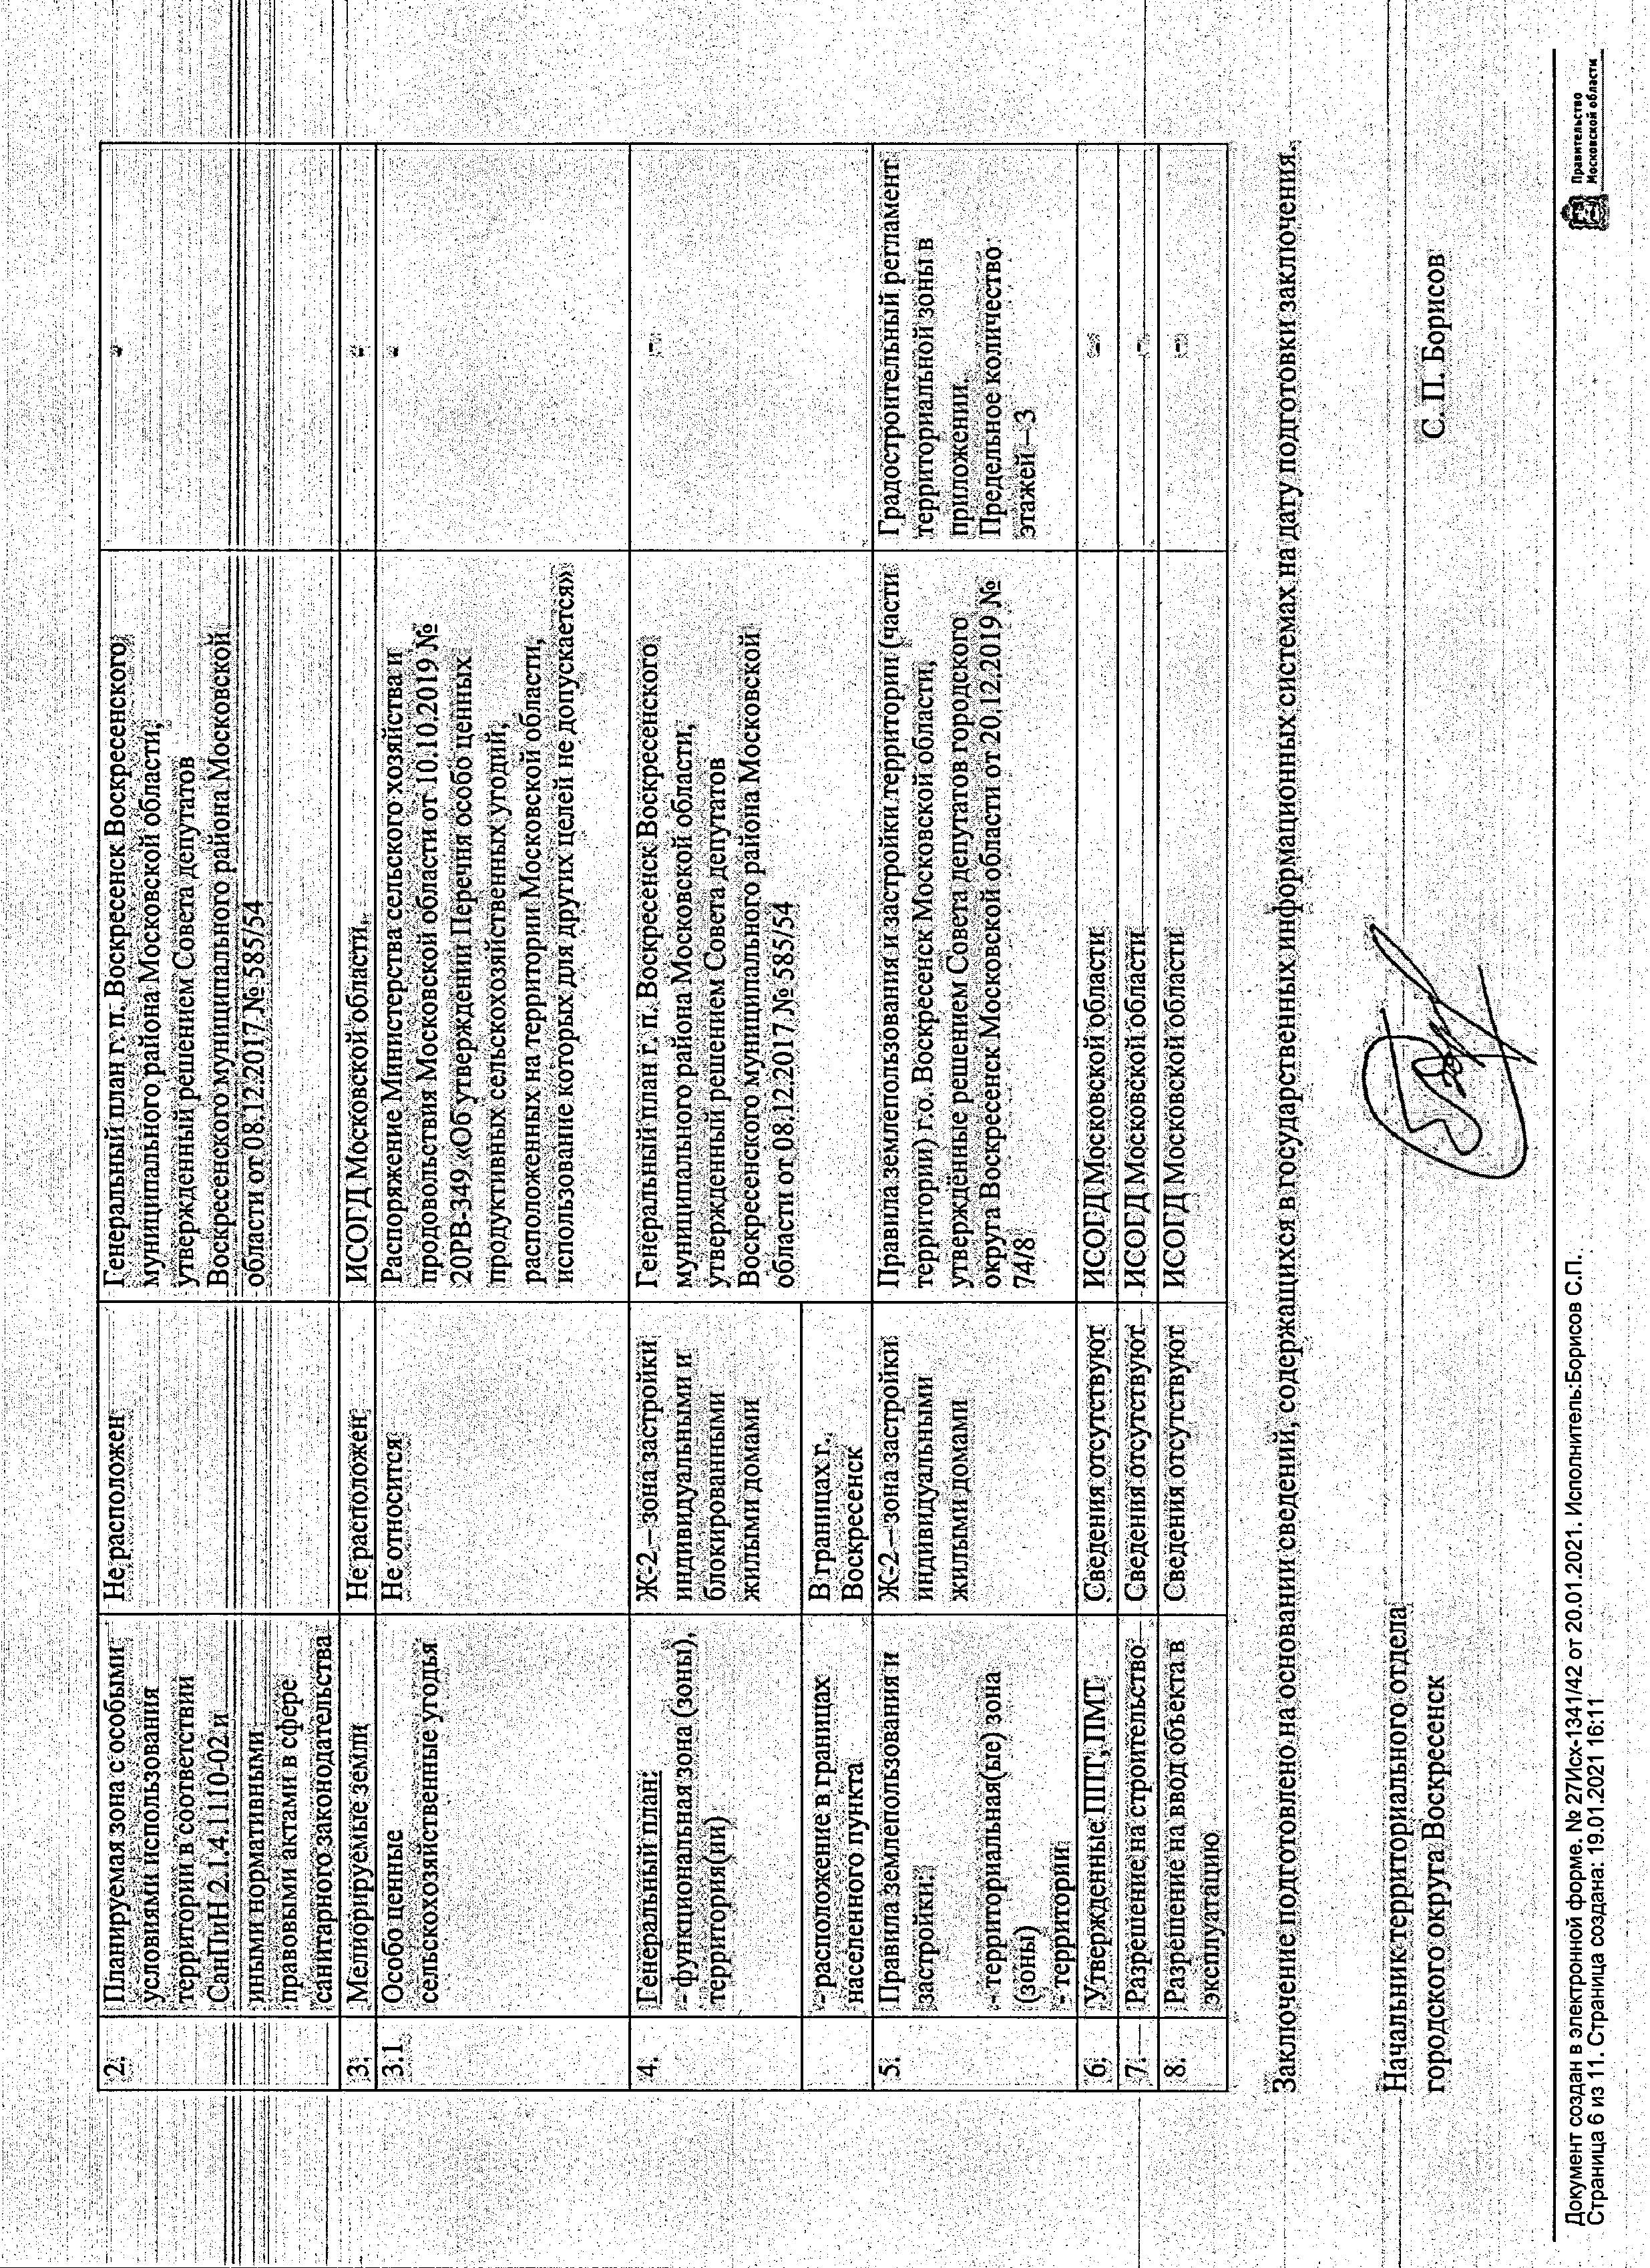 2.
Планируемая зона с особыми
условиями использования
территории в соответствии
СанПиН 2.1.4.1110-02 и
иными нормативными
правовыми актами в сфере
санитарного законодательства
Не расположен
Генеральный план г. п. Воскресенск Воскресенского
муниципального района Московской области,
утвержденный решением Совета депутатов
Воскресенского муниципального района Московской
области от 08.12.2017 № 585/54
-
3.
Мелиорируемые земли
Не расположен
ИСОГД Московской области
-
3.1
Особо ценные
сельскохозяйственные угодья
Не относится
Распоряжение Министерства сельского хозяйства и
продовольствия Московской области от 10.10.2019 №
20РВ-349 «Об утверждении Перечня особо ценных
продуктивных сельскохозяйственных угодий,
расположенных на территории Московской области,
использование которых для других целей не допускается»
-
4.
Генеральный план:
- функциональная зона (зоны),
территория(ии)
Ж-2 – зона застройки
индивидуальными и
блокированными
жилыми домами
Генеральный план г. п. Воскресенск Воскресенского
муниципального района Московской области,
утвержденный решением Совета депутатов
Воскресенского муниципального района Московской
области от 08.12.2017 № 585/54
-
- расположение в границах
населенного пункта
В границах г.
Воскресенск
5.
Правила землепользования и
застройки:
- территориальная(ые) зона
(зоны)
- территории
Ж-2 – зона застройки
индивидуальными
жилыми домами
Правила землепользования и застройки территории (части
территории) г.о. Воскресенск Московской области,
утверждённые решением Совета депутатов городского
округа Воскресенск Московской области от 20.12.2019 №
74/8
Градостроительный регламент
территориальной зоны в
приложении.
Предельное количество
этажей – 3
6.
Утвержденные ППТ, ПМТ
Сведения отсутствуют
ИСОГД Московской области
-
7.
Разрешение на строительство
Сведения отсутствуют
ИСОГД Московской области
-
8.
Разрешение на ввод объекта в
эксплуатацию
Сведения отсутствуют
ИСОГД Московской области
-
Заключение подготовлено на основании сведений, содержащихся в государственных информационных системах на дату подготовки заключения.
Начальник территориального отдела
городского округа Воскресенск
С. П. Борисов
Документ создан в электронной форме. № 27Исх-1341/42 от 20.01.2021. Исполнитель:Борисов С.П.
Страница 6 из 11. Страница создана: 19.01.2021 16:11
Правительство
Московской области